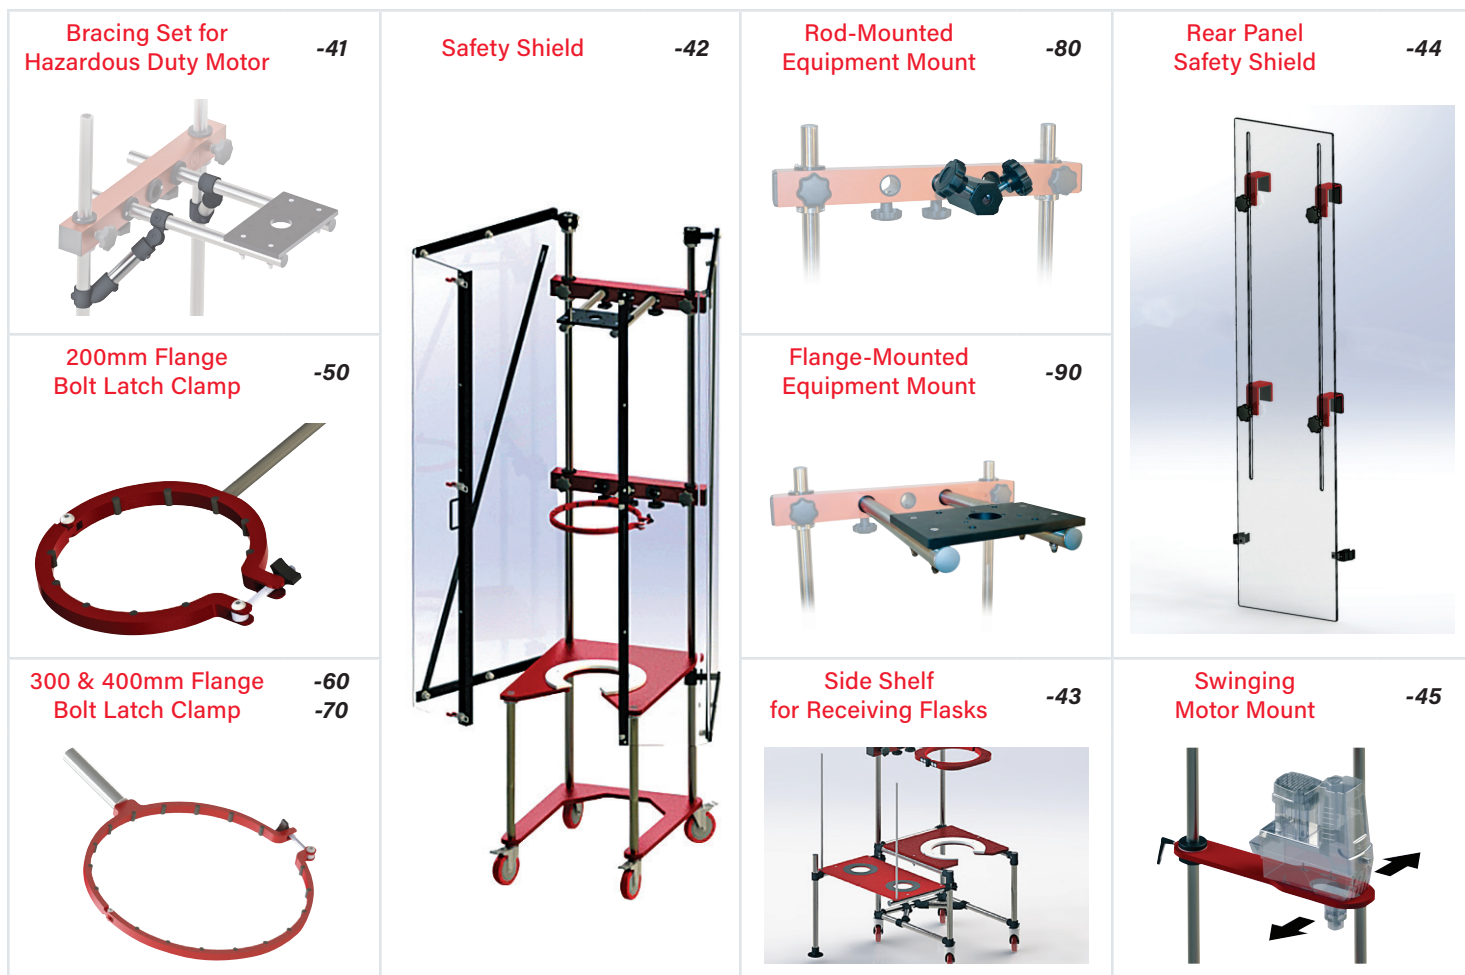 Bracing Set for
Hazardous Duty Motor
-41
Safety Shield
-42
Rod-Mounted
Equipment Mount
-80
Rear Panel
Safety Shield
-44
200mm Flange
Bolt Latch Clamp
-50
Flange-Mounted
Equipment Mount
-90
300 & 400mm Flange
Bolt Latch Clamp
-60
-70
Side Shelf
for Receiving Flasks
-43
Swinging
Motor Mount
-45